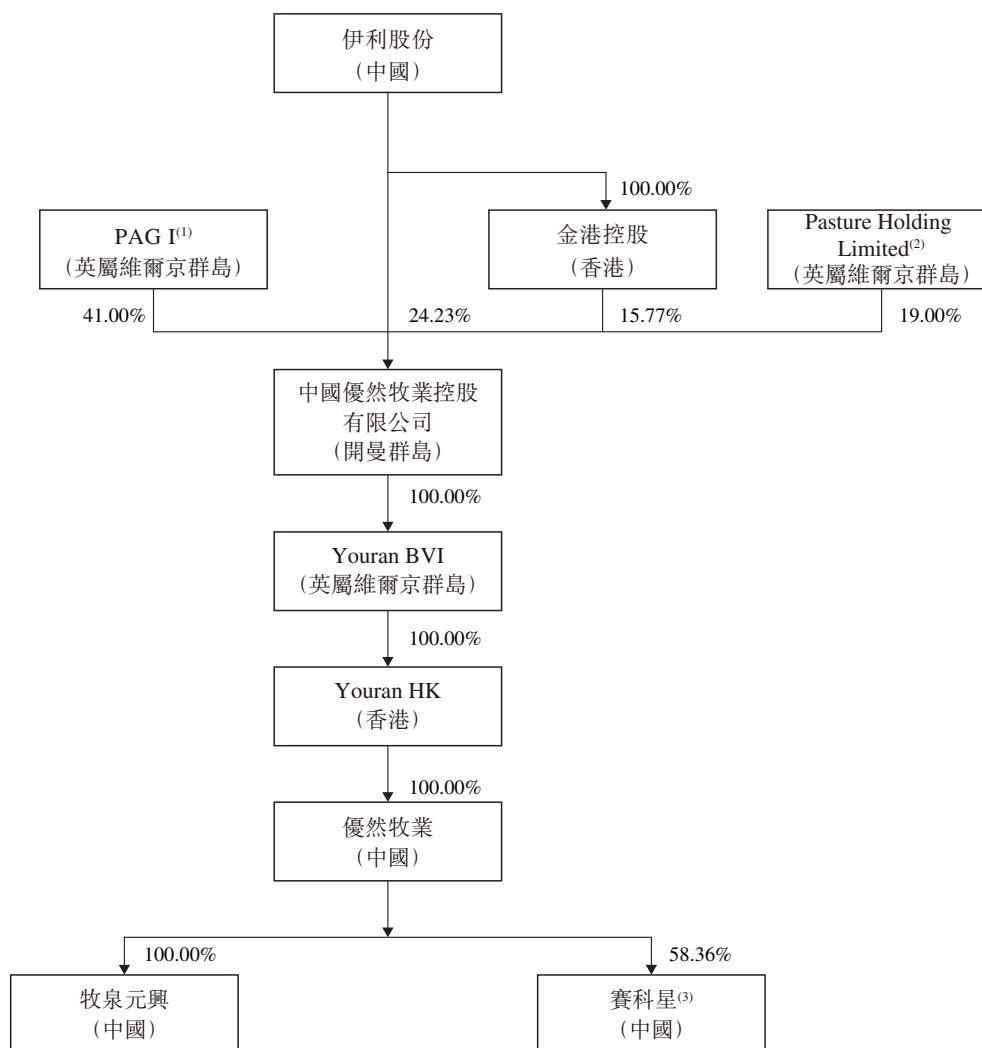 伊利股份
（中國）
100.00%
PAG I(1)
（英屬維爾京群島）
金港控股
（香港）
Pasture Holding
Limited(2)
（英屬維爾京群島）
41.00%
24.23%
15.77%
19.00%
中國優然牧業控股
有限公司
（開曼群島）
100.00%
Youran BVI
（英屬維爾京群島）
100.00%
Youran HK
（香港）
100.00%
優然牧業
（中國）
100.00%
58.36%
牧泉元興
（中國）
賽科星(3)
（中國）